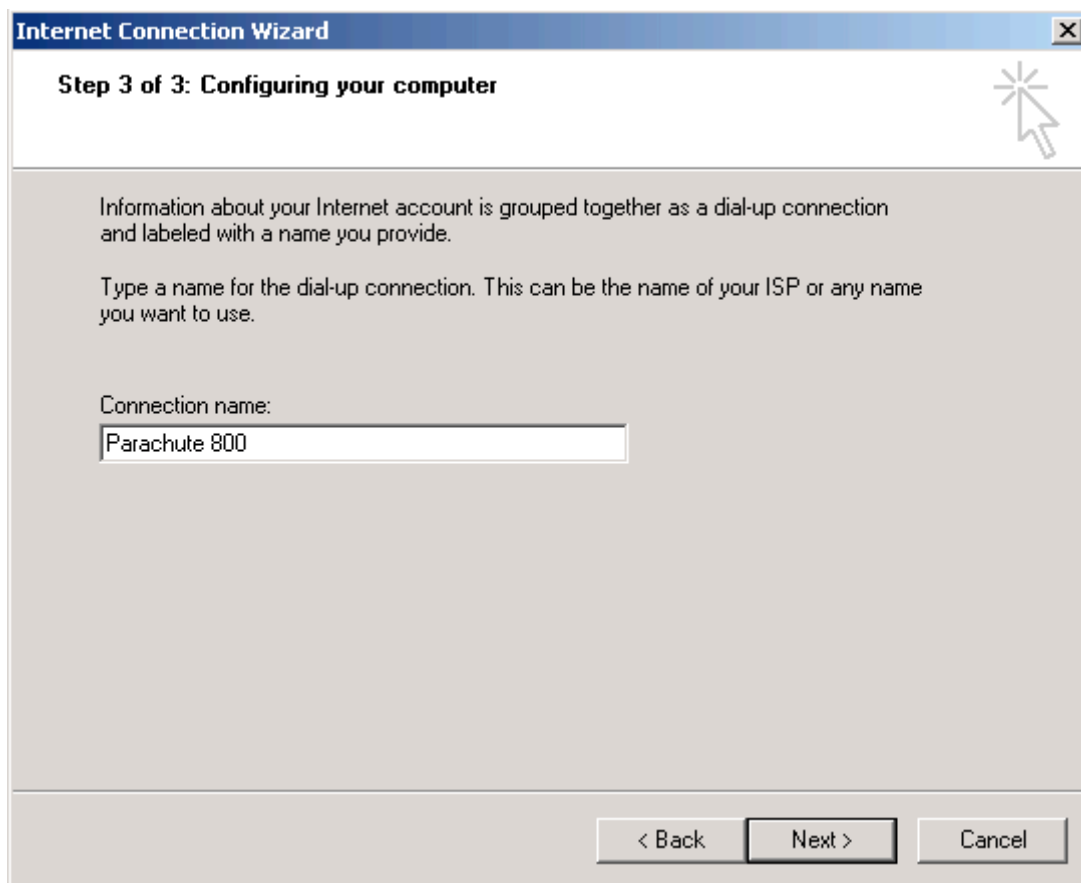 Internet Connection Wizard
Step 3 of 3: Configuring your computer
Information about your Internet account is grouped together as a dial-up connection
and labeled with a name you provide.
Type a name for the dial-up connection. This can be the name of your ISP or any name
you want to use.
Connection name:
Parachute 800
< Back Next > Cancel